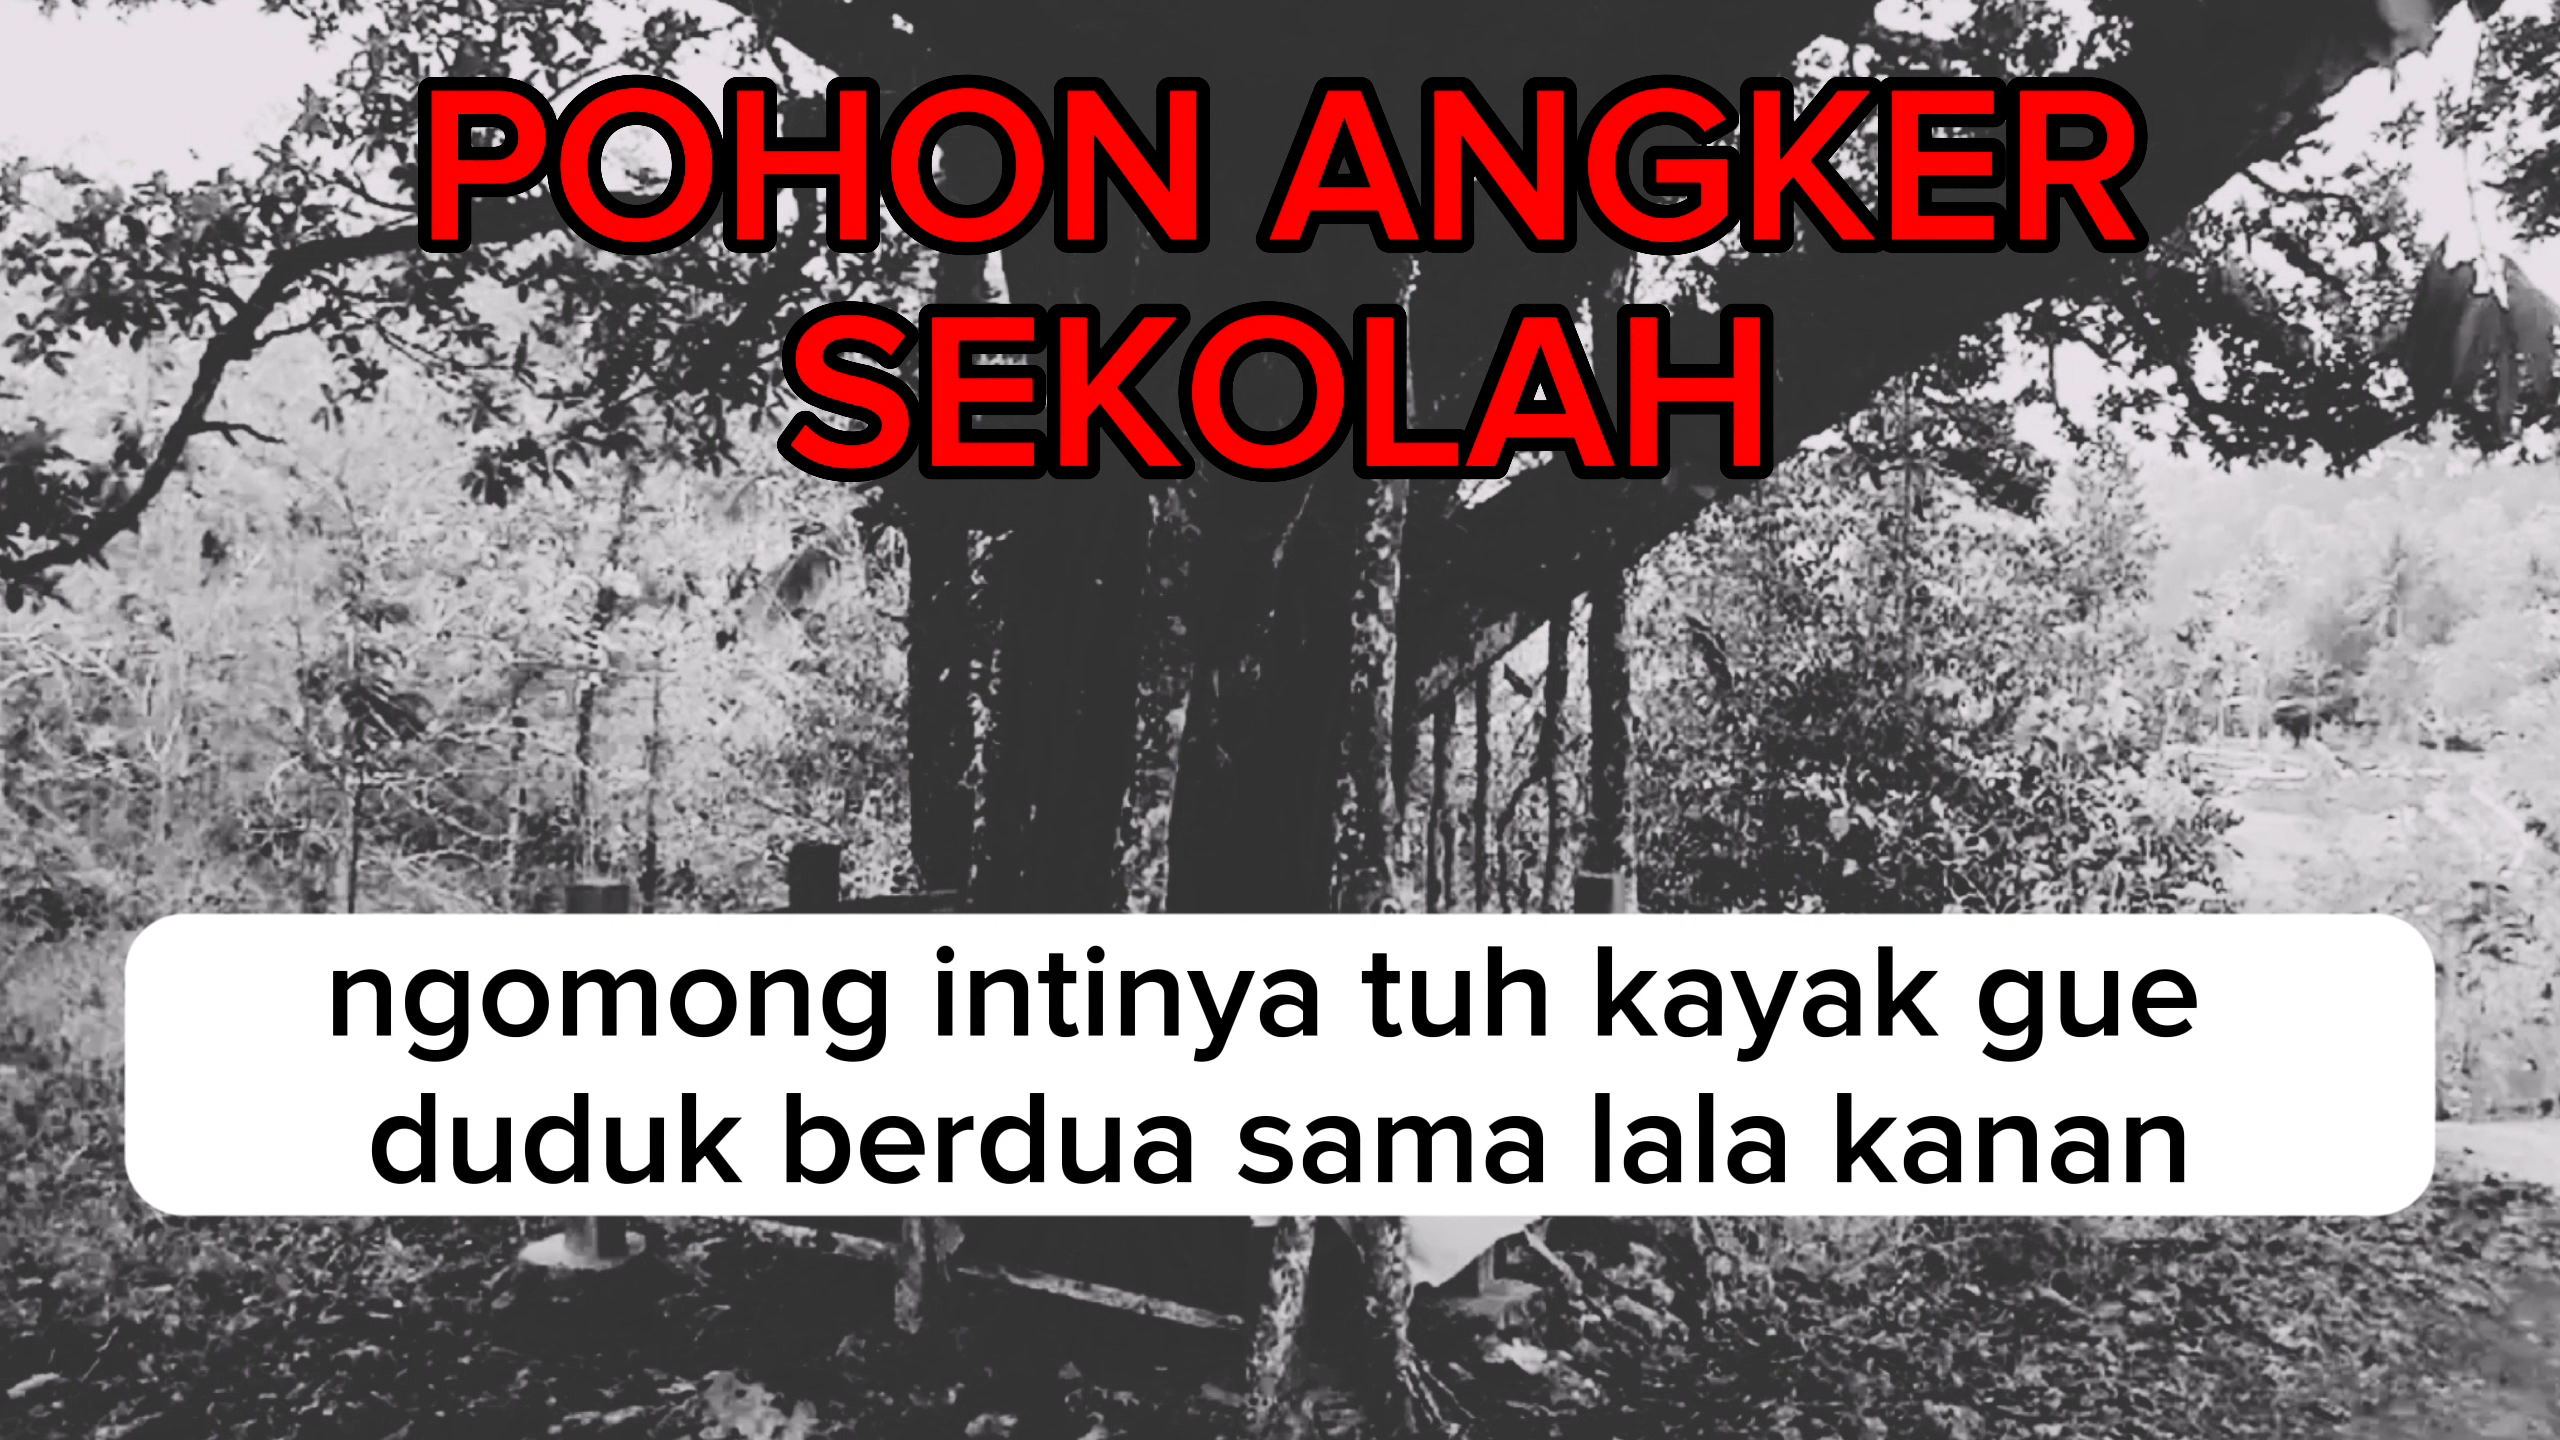 POHON ANGKER
SEKOLAH
ngomong intinya tuh kayak gue
duduk berdua sama lala kanan